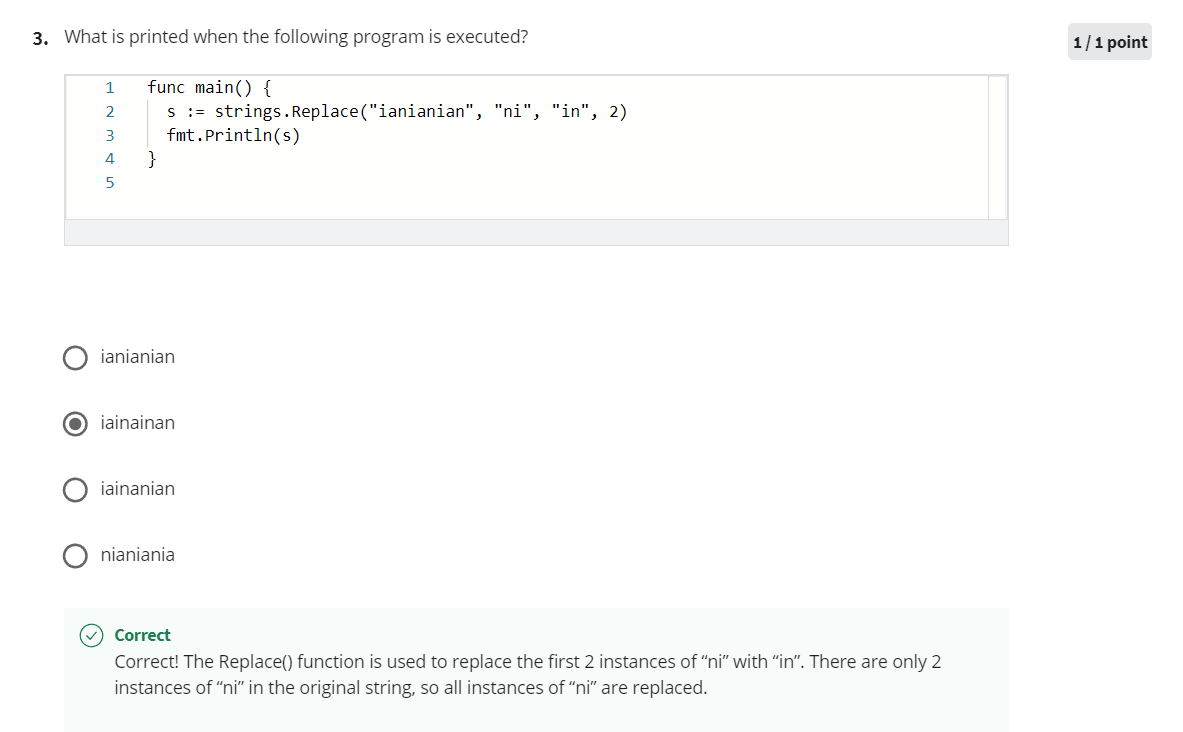 3. What is printed when the following program is executed?
1 / 1 point
1 func main() {
2 s := strings.Replace("ianianian", "ni", "in", 2)
3 fmt.Println(s)
4 }
5
ianianian
iainainan
iainanian
nianiania
Correct
Correct! The Replace() function is used to replace the first 2 instances of “ni” with “in”. There are only 2
instances of “ni” in the original string, so all instances of “ni” are replaced.